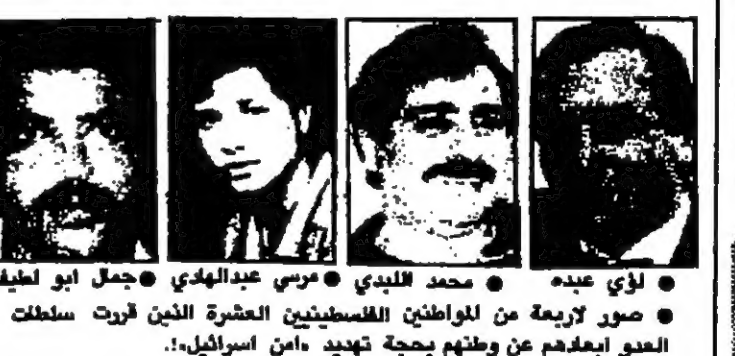 ● لؤي عبده ● محمد اللبدي ● مرسي عبدالهادي ● جمال ابو لطيفة
● صور لاربعة من المواطنين الفلسطينيين العشرة الذين قررت سلطات
العدو ابعادهم عن وطنهم بحجة تهديد «امن اسرائيل»!.